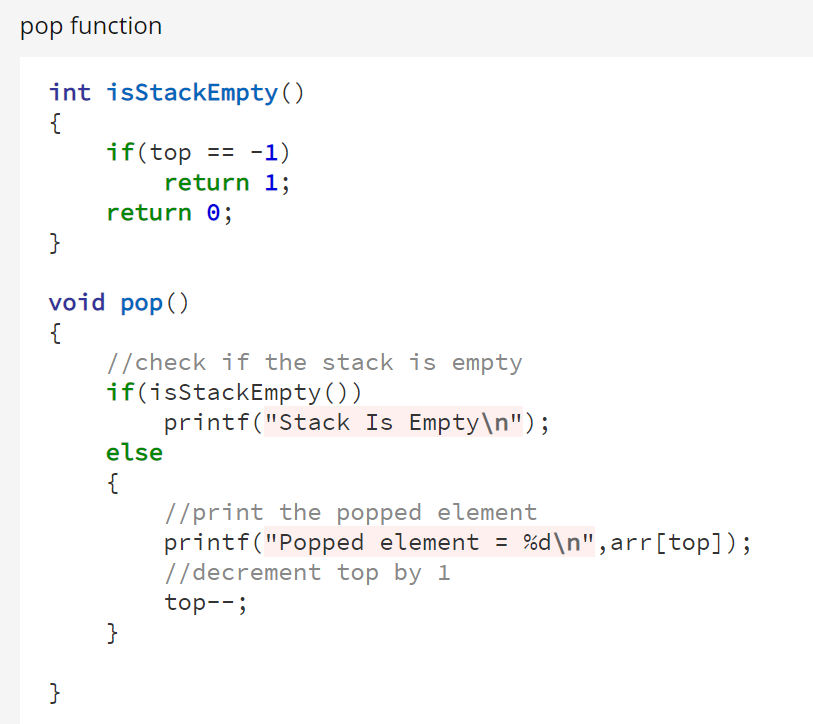 pop function
int isStackEmpty()
{
    if(top == -1)
        return 1;
    return 0;
}

void pop()
{
    //check if the stack is empty
    if(isStackEmpty())
        printf("Stack Is Empty\n");
    else
    {
        //print the popped element
        printf("Popped element = %d\n",arr[top]);
        //decrement top by 1
        top--;
    }

}